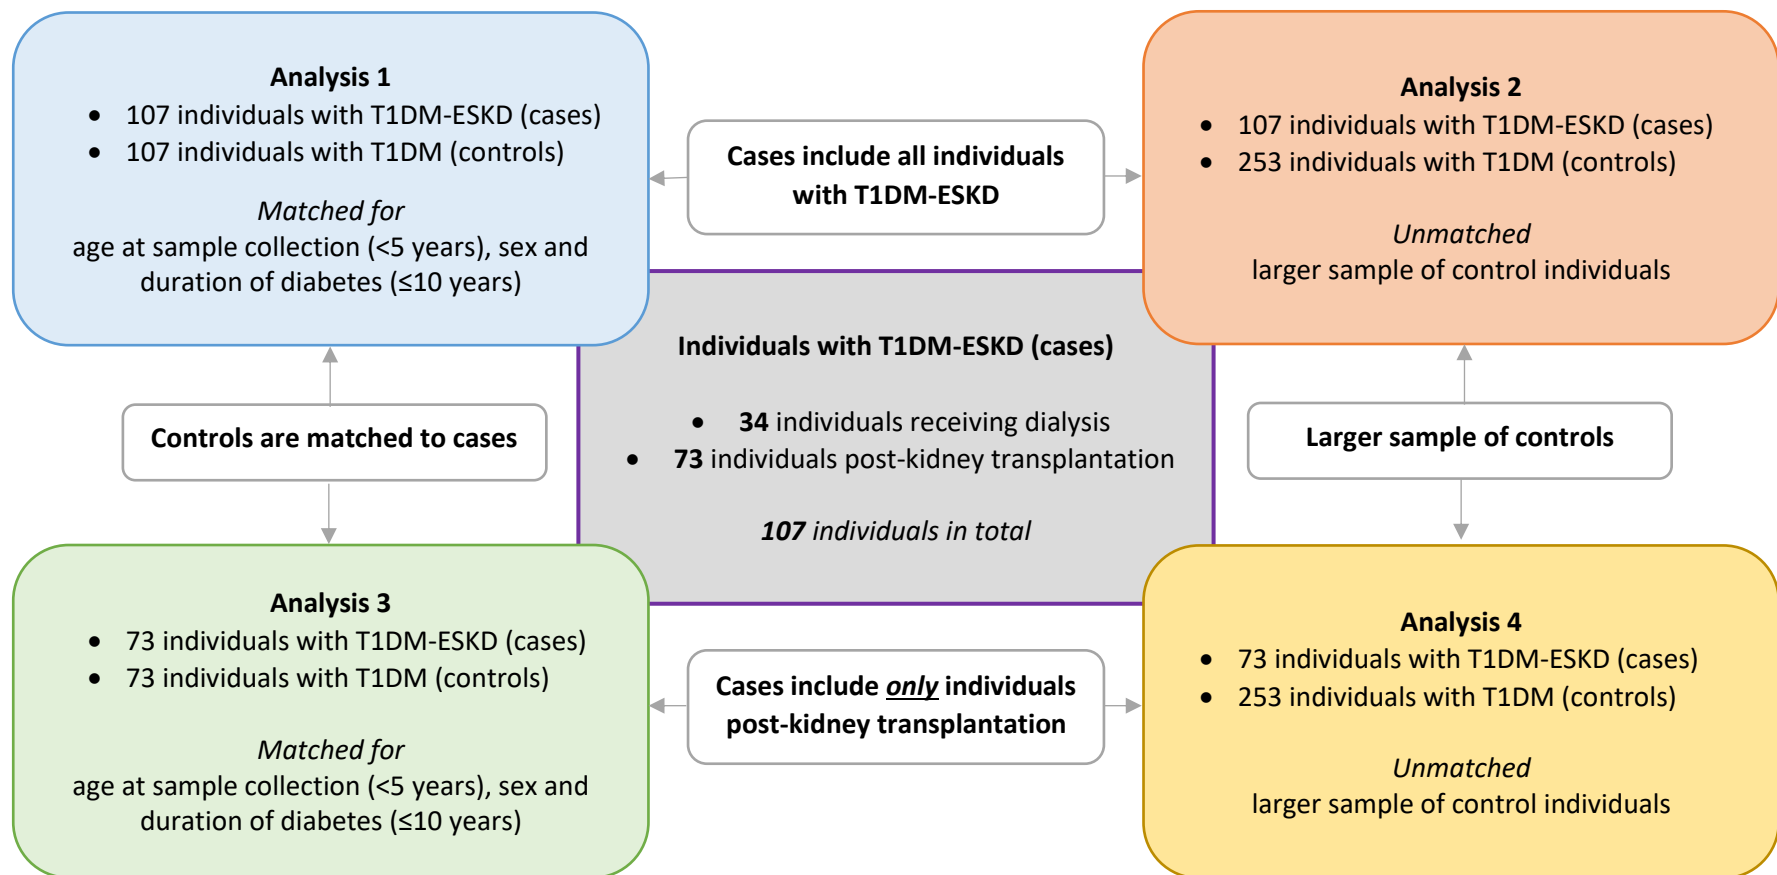 Analysis 1
• 107 individuals with T1DM-ESKD (cases)
• 107 individuals with T1DM (controls)
Matched for
age at sample collection (<5 years), sex and
duration of diabetes (≤10 years)
Cases include all individuals
with T1DM-ESKD
Analysis 2
• 107 individuals with T1DM-ESKD (cases)
• 253 individuals with T1DM (controls)
Unmatched
larger sample of control individuals
Controls are matched to cases
Individuals with T1DM-ESKD (cases)
• 34 individuals receiving dialysis
• 73 individuals post-kidney transplantation
107 individuals in total
Larger sample of controls
Analysis 3
• 73 individuals with T1DM-ESKD (cases)
• 73 individuals with T1DM (controls)
Matched for
age at sample collection (<5 years), sex and
duration of diabetes (≤10 years)
Cases include only individuals
post-kidney transplantation
Analysis 4
• 73 individuals with T1DM-ESKD (cases)
• 253 individuals with T1DM (controls)
Unmatched
larger sample of control individuals